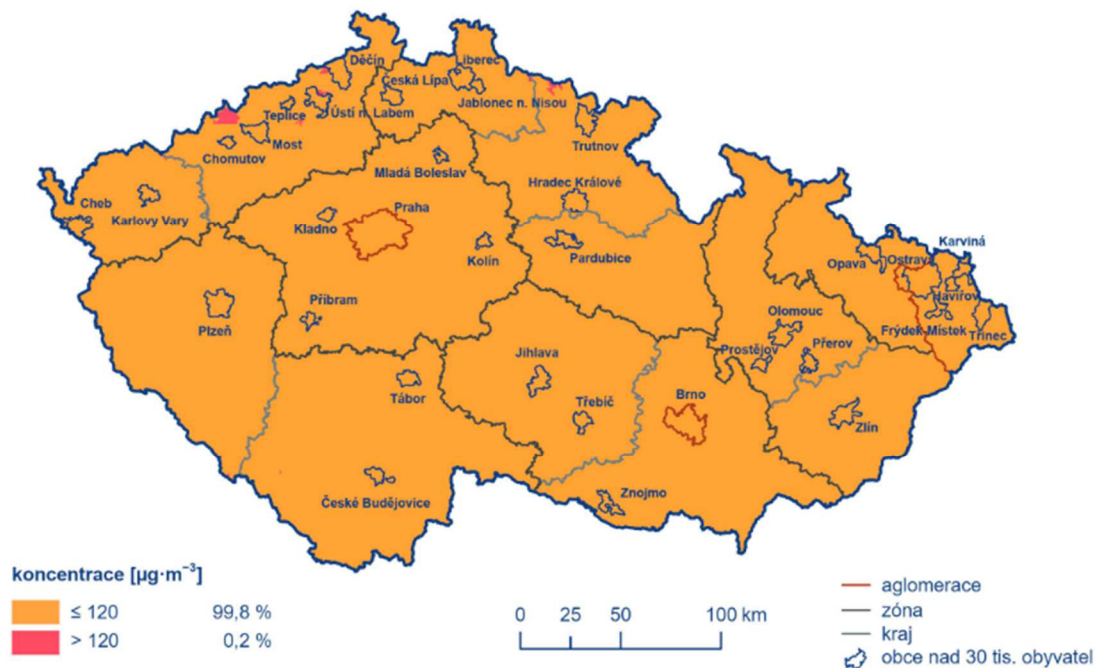 Děčín
Liberec
Česká Lípa
Jablonec n. Nisou
Teplice
Ústí n. Labem
Most
Chomutov
Trutnov
Mladá Boleslav
Hradec Králové
Cheb
Karlovy Vary
Praha
Kladno
Kolín
Pardubice
Karviná
Opava
Ostrava
Havířov
Příbram
Plzeň
Olomouc
Frýdek-Místek
Třinec
Prostějov
Přerov
Jihlava
Tábor
Třebíč
Brno
Zlín
České Budějovice
Znojmo
koncentrace [µg·m⁻³]
≤ 120 99,8 %
> 120 0,2 %
0 25 50 100 km
aglomerace
zóna
kraj
obce nad 30 tis. obyvatel